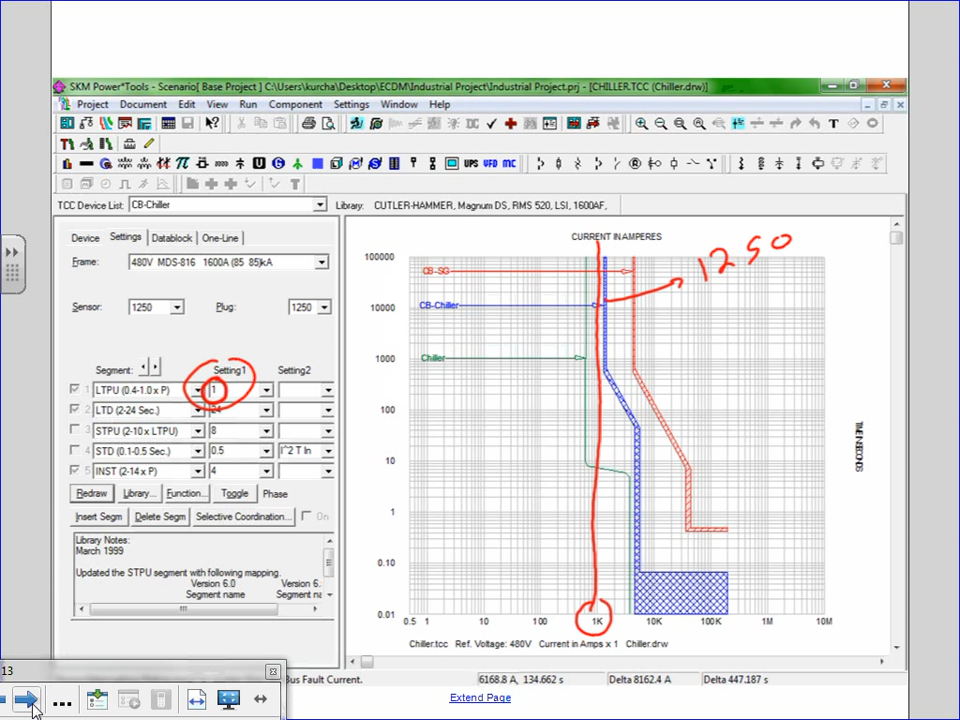 SKM Power*Tools - Scenario[ Base Project ] C:\Users\kurcha\Desktop\ECDM\Industrial Project\Industrial Project.prj - [CHILLER.TCC (Chiller.drw)]
Project Document Edit View Run Component Settings Window Help
DC T
U G UPS VFD MC R
TCC Device List: CB-Chiller Library: CUTLER-HAMMER, Magnum DS, RMS 520, LSI, 1600AF,
Device Settings Datablock One-Line
Frame: 480V MDS-816 1600A (85 85)kA
Sensor: 1250 Plug: 1250
Segment: Setting1 Setting2
1 LTPU (0.4-1.0 x P) 1
2 LTD (2-24 Sec.) 24
3 STPU (2-10 x LTPU) 8
4 STD (0.1-0.5 Sec.) 0.5 I^2 T In
5 INST (2-14 x P) 4
Redraw Library... Function... Toggle Phase
Insert Segm Delete Segm Selective Coordination... On
Library Notes:
March 1999
Updated the STPU segment with following mapping.
Version 6.0 Version 6.
Segment name Segment na
CURRENT IN AMPERES
1250
100000
CB-SG
10000
CB-Chiller
1000
Chiller
100
10
1
0.10
0.01
TIME IN SECONDS
0.5 1 10 100 1K 10K 100K 1M 10M
Chiller.tcc Ref. Voltage: 480V Current in Amps x 1 Chiller.drw
13
Bus Fault Current. 6168.8 A, 134.662 s Delta 8162.4 A Delta 447.187 s
Extend Page